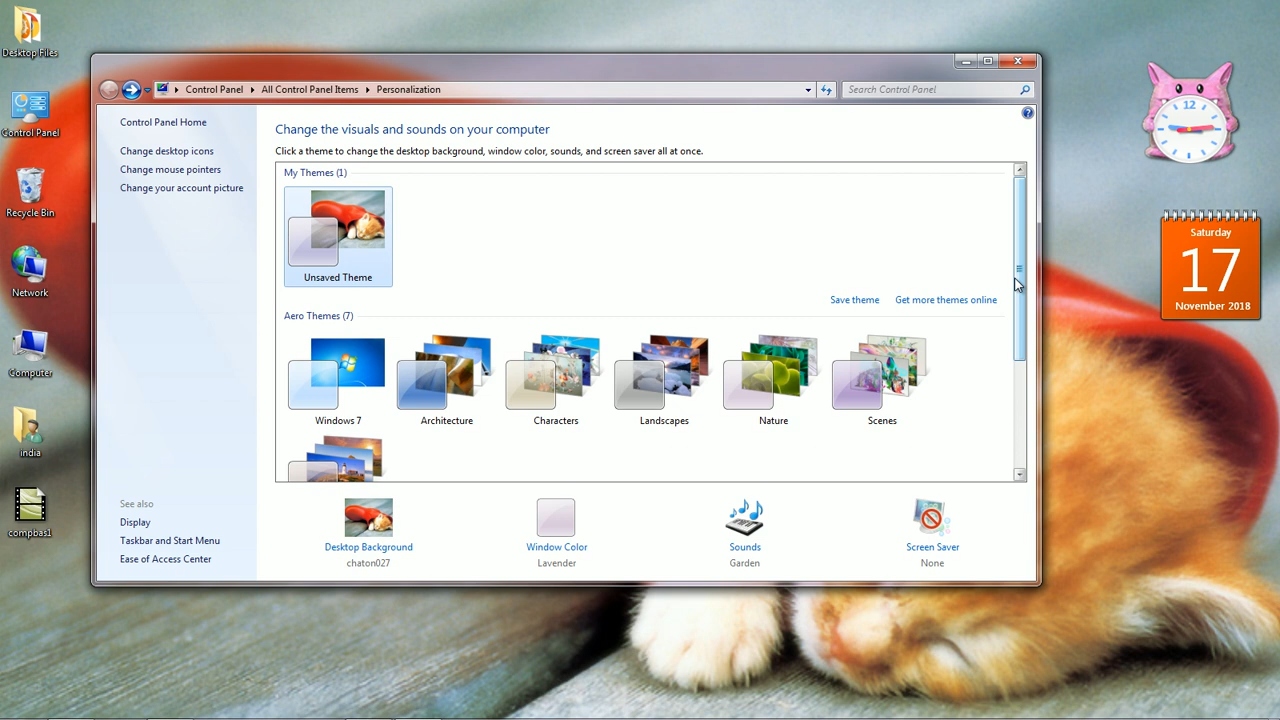 Desktop Files
Control Panel
Recycle Bin
Network
Computer
india
compbas1
Control Panel
All Control Panel Items
Personalization
Search Control Panel
Control Panel Home
Change desktop icons
Change mouse pointers
Change your account picture
See also
Display
Taskbar and Start Menu
Ease of Access Center
Change the visuals and sounds on your computer
Click a theme to change the desktop background, window color, sounds, and screen saver all at once.
My Themes (1)
Unsaved Theme
Save theme Get more themes online
Aero Themes (7)
Windows 7 Architecture Characters Landscapes Nature Scenes
Desktop Background Window Color Sounds Screen Saver
chaton027 Lavender Garden None
12
Saturday
17
November 2018